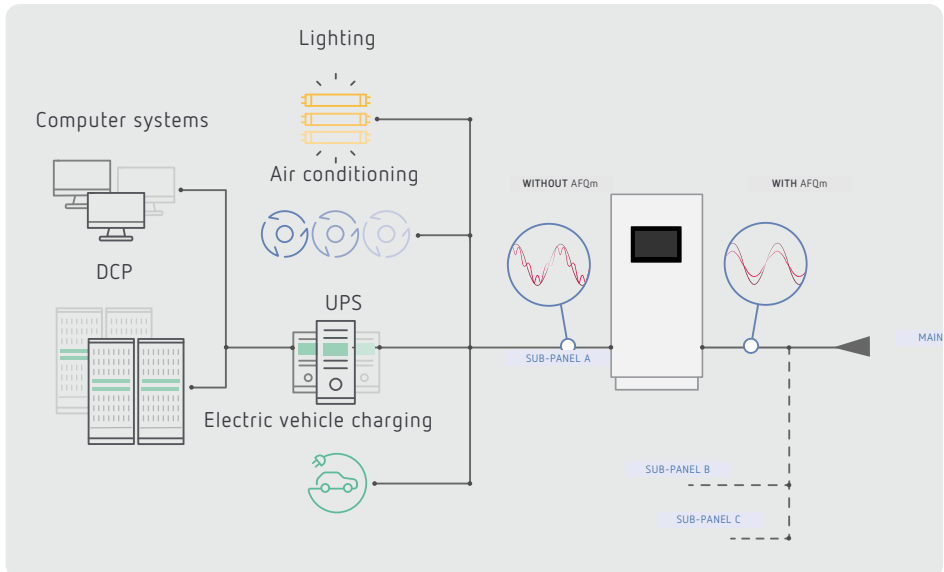 Lighting
Computer systems
Air conditioning
WITHOUT AFQm
WITH AFQm
DCP
UPS
MAIN
SUB-PANEL A
Electric vehicle charging
SUB-PANEL B
SUB-PANEL C